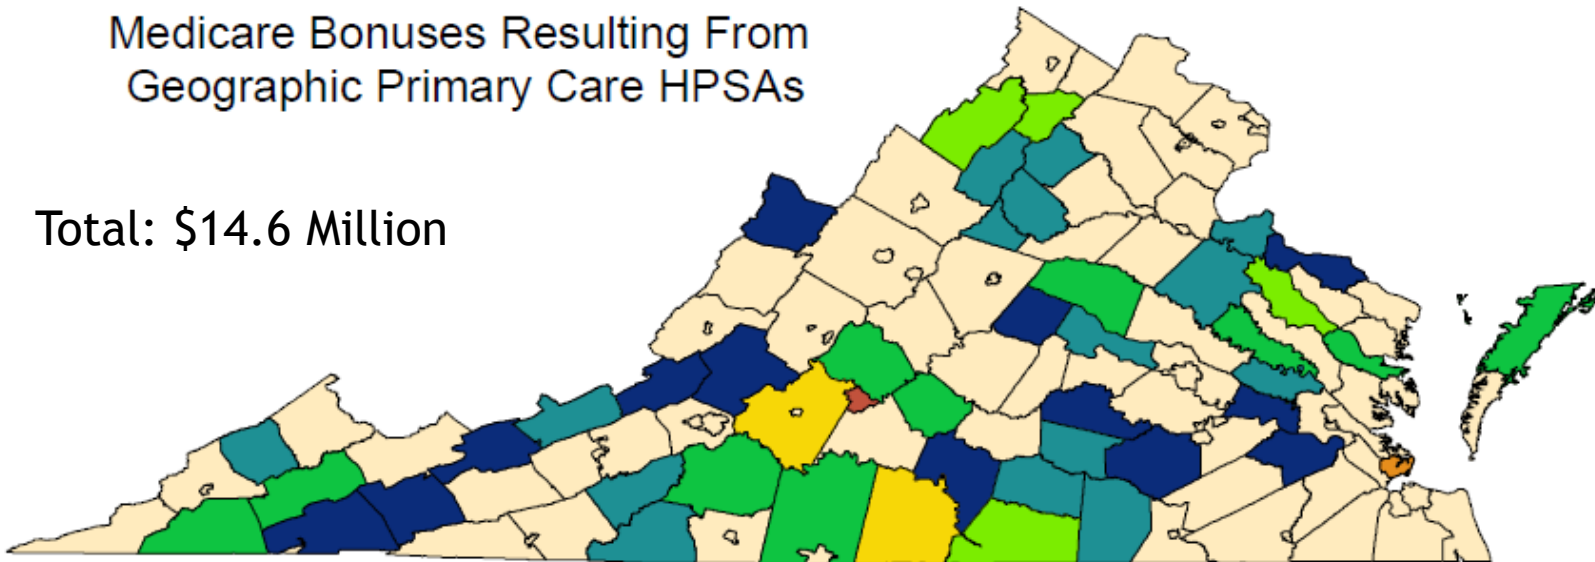 Medicare Bonuses Resulting From
Geographic Primary Care HPSAs
Total: $14.6 Million